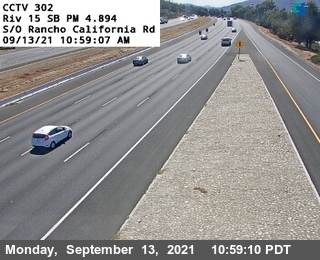 CCTV 302
Riv 15 SB PM 4.894
S/O Rancho California Rd
09/13/21 10:59:07 AM
Monday, September 13, 2021 10:59:10 PDT